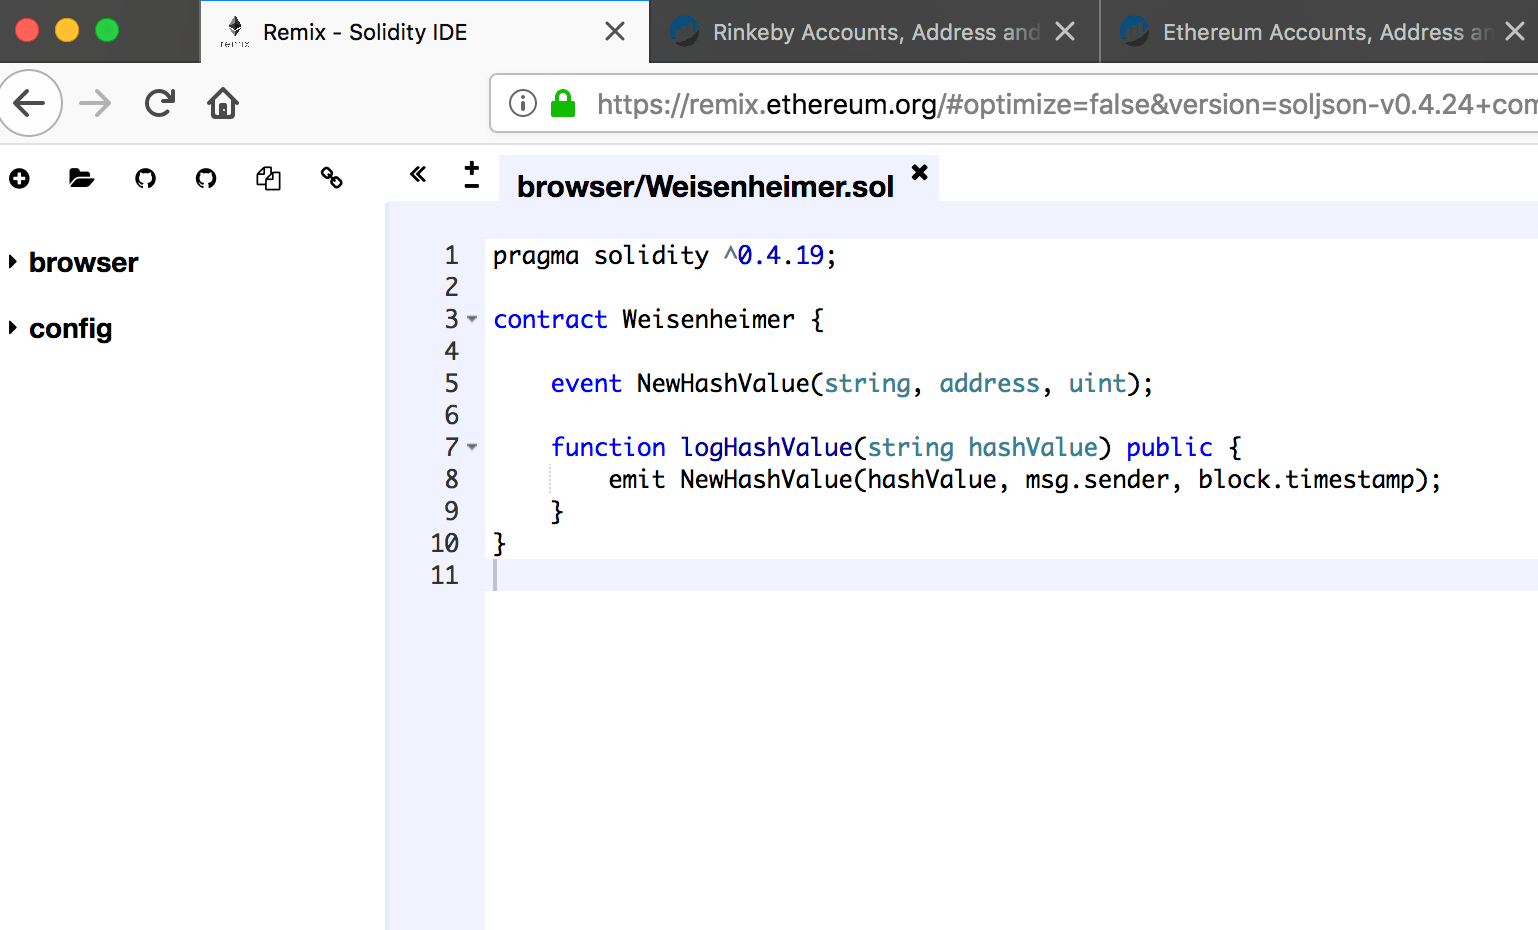 Remix - Solidity IDE
Rinkeby Accounts, Address and
Ethereum Accounts, Address an
remix
https://remix.ethereum.org/#optimize=false&version=soljson-v0.4.24+com
browser/Weisenheimer.sol
browser
config
1 pragma solidity ^0.4.19;
2
3 contract Weisenheimer {
4
5 event NewHashValue(string, address, uint);
6
7 function logHashValue(string hashValue) public {
8 emit NewHashValue(hashValue, msg.sender, block.timestamp);
9 }
10 }
11